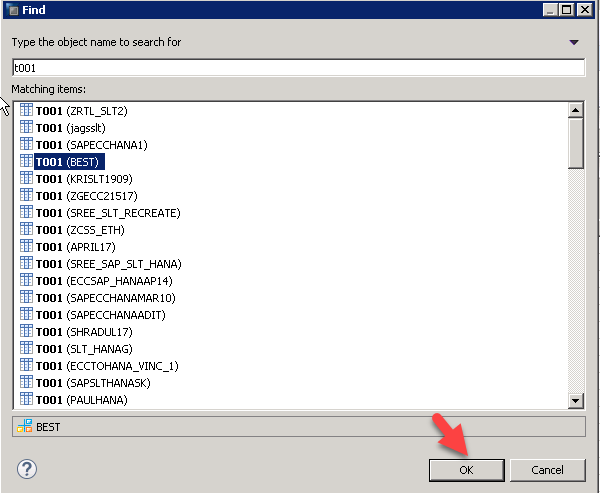 Find
Type the object name to search for
t001
Matching items:
T001 (ZRTL_SLT2)
T001 (jagsslt)
T001 (SAPECCHANA1)
T001 (BEST)
T001 (KRISLT1909)
T001 (ZGECC21517)
T001 (SREE_SLT_RECREATE)
T001 (ZCSS_ETH)
T001 (APRIL17)
T001 (SREE_SAP_SLT_HANA)
T001 (ECCSAP_HANAAP14)
T001 (SAPECCHANAMAR10)
T001 (SAPECCHANAADIT)
T001 (SHRADUL17)
T001 (SLT_HANAG)
T001 (ECCTOHANA_VINC_1)
T001 (SAPSLTHANASK)
T001 (PAULHANA)
BEST
?
OK
Cancel